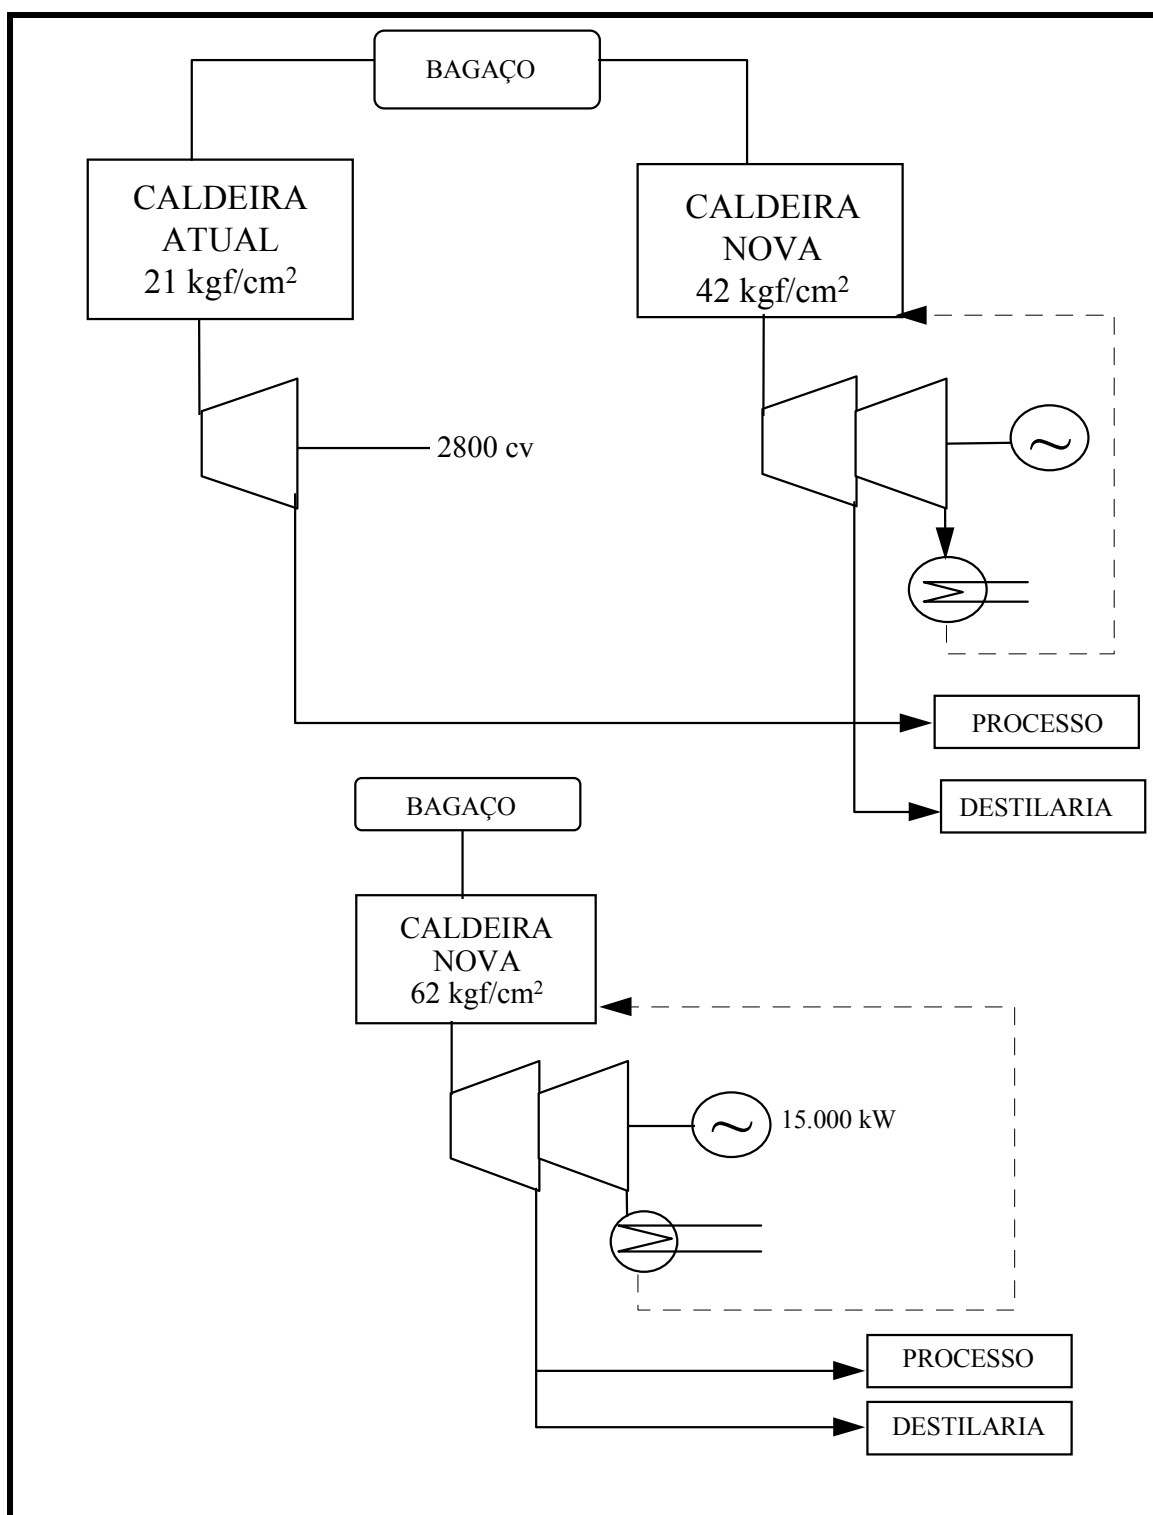 BAGAÇO
CALDEIRA
ATUAL
21 kgf/cm²
CALDEIRA
NOVA
42 kgf/cm²
2800 cv
~
PROCESSO
DESTILARIA
BAGAÇO
CALDEIRA
NOVA
62 kgf/cm²
~
15.000 kW
PROCESSO
DESTILARIA